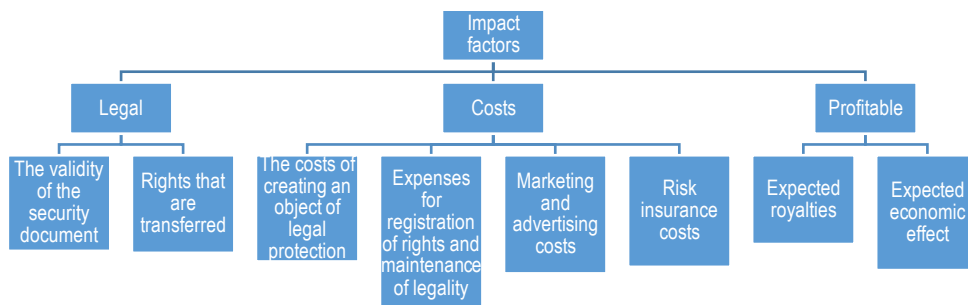 Impact
factors
Legal
Costs
Profitable
The validity
of the
security
document
Rights that
are
transferred
The costs of
creating an
object of
legal
protection
Expenses
for
registration
of rights and
maintenance
of legality
Marketing
and
advertising
costs
Risk
insurance
costs
Expected
royalties
Expected
economic
effect